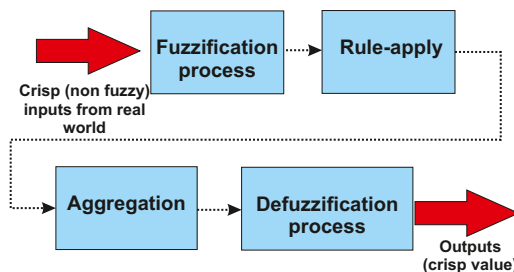 Fuzzification
process
Rule-apply
Crisp (non fuzzy)
inputs from real
world
Aggregation
Defuzzification
process
Outputs
(crisp value)